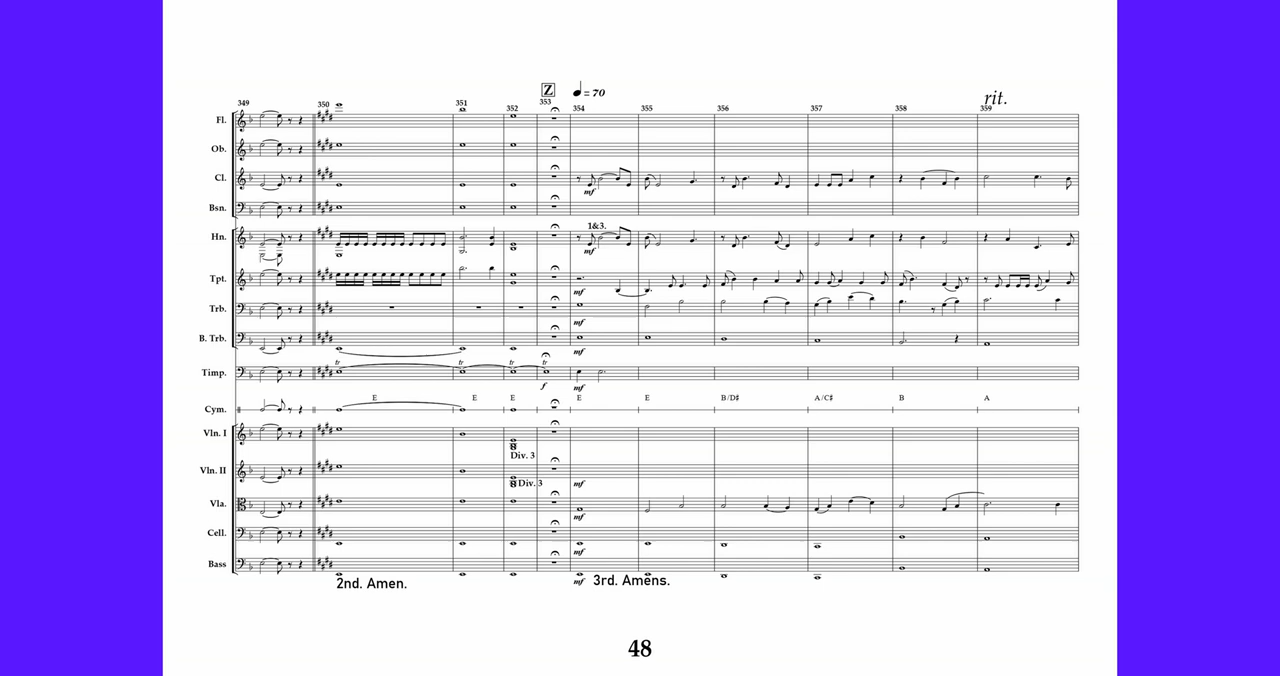 Z ♩ = 70
rit.
349 350 351 352 353 354 355 356 357 358 359
Fl.
Ob.
Cl.
mf
Bsn.
1&3.
Hn.
mf
Tpt.
mf
Trb.
mf
B. Trb.
mf
tr tr tr tr
Timp.
f mf
E E E E E B/D# A/C# B A
Cym.
Vln. I
Div. 3
Vln. II
Div. 3 mf
Vla.
mf
Cell.
mf
Bass
mf
2nd. Amen. 3rd. Amens.
48